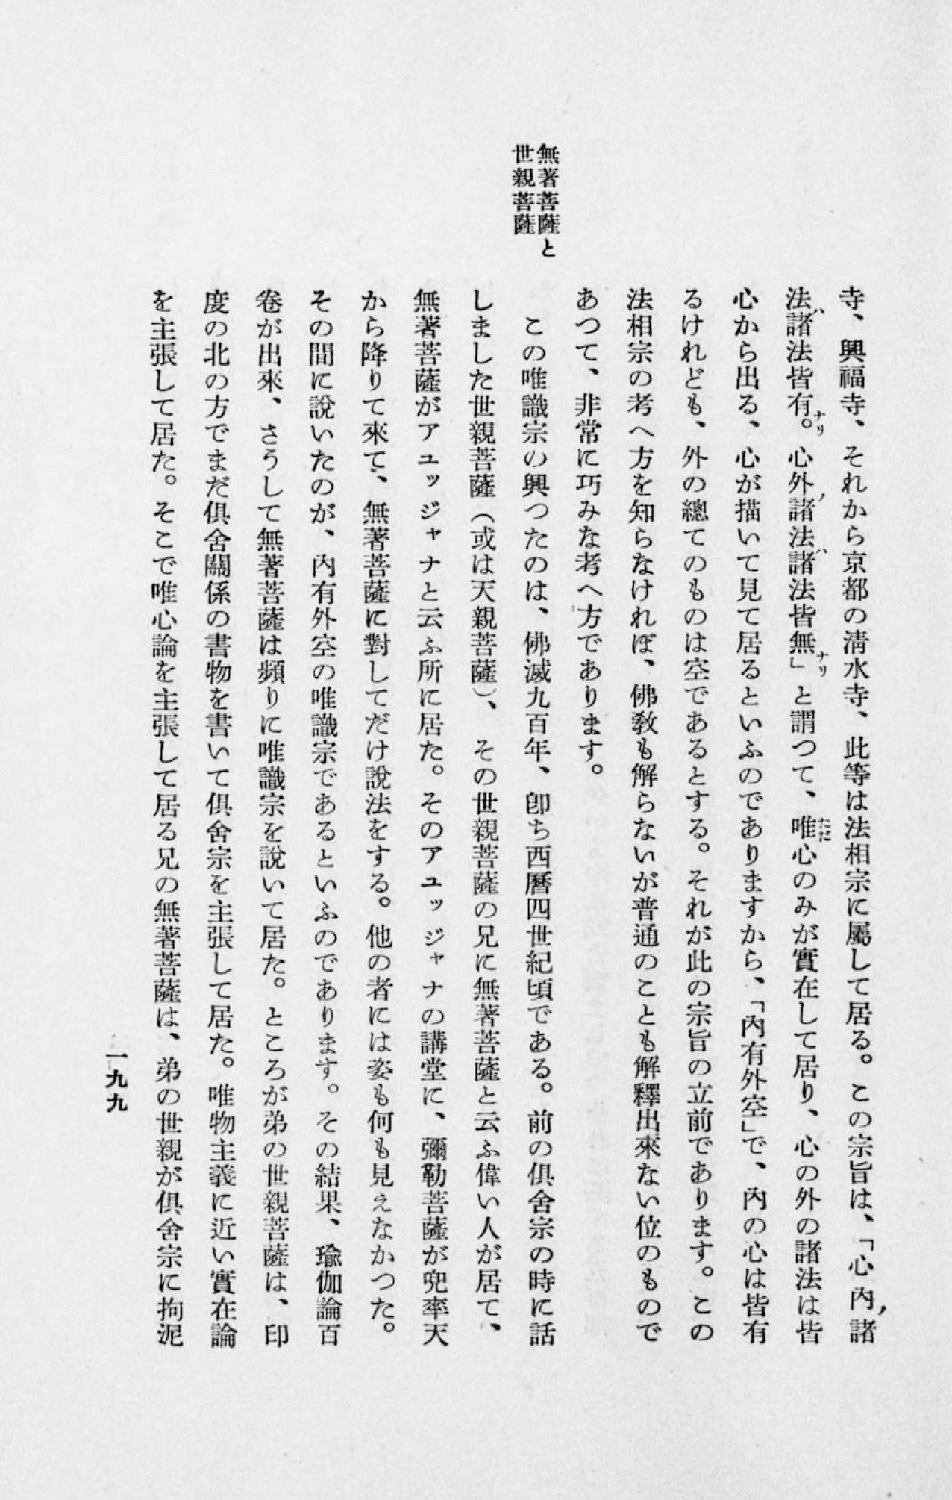 無著菩薩と
世親菩薩
寺、興福寺、それから京都の淸水寺、此等は法相宗に屬して居る。この宗旨は、「心內ノ諸
法ハ諸法皆有ナリ。心外ノ諸法ハ諸法皆無ナリ」と謂つて、唯ただ心のみが實在して居り、心の外の諸法は皆
心から出る、心が描いて見て居るといふのでありますから、「內有外空」で、內の心は皆有
るけれども、外の總てのものは空であるとする。それが此の宗旨の立前であります。この
法相宗の考へ方を知らなければ、佛敎も解らないが普通のことも解釋出來ない位のもので
あつて、非常に巧みな考へ方であります。
この唯識宗の興つたのは、佛滅九百年、卽ち西曆四世紀頃である。前の俱舍宗の時に話
しました世親菩薩（或は天親菩薩）、その世親菩薩の兄に無著菩薩と云ふ偉い人が居て、
無著菩薩がアユッジャナと云ふ所に居た。そのアユッジャナの講堂に、彌勒菩薩が兜率天
から降りて來て、無著菩薩に對してだけ說法をする。他の者には姿も何も見えなかつた。
その間に說いたのが、內有外空の唯識宗であるといふのであります。その結果、瑜伽論百
卷が出來、さうして無著菩薩は頻りに唯識宗を說いて居た。ところが弟の世親菩薩は、印
度の北の方でまだ俱舍關係の書物を書いて俱舍宗を主張して居た。唯物主義に近い實在論
を主張して居た。そこで唯心論を主張して居る兄の無著菩薩は、弟の世親が俱舍宗に拘泥
一九九